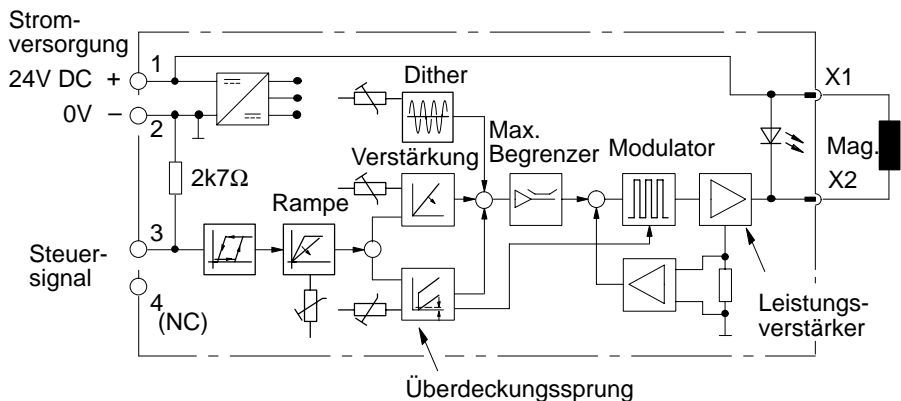 Strom-
versorgung
24V DC +
1
0V −
2
Dither
X1
Max.
Begrenzer
Verstärkung
Modulator
Mag.
2k7Ω
Rampe
X2
Steuer-
signal
3
4
(NC)
Leistungs-
verstärker
Überdeckungssprung